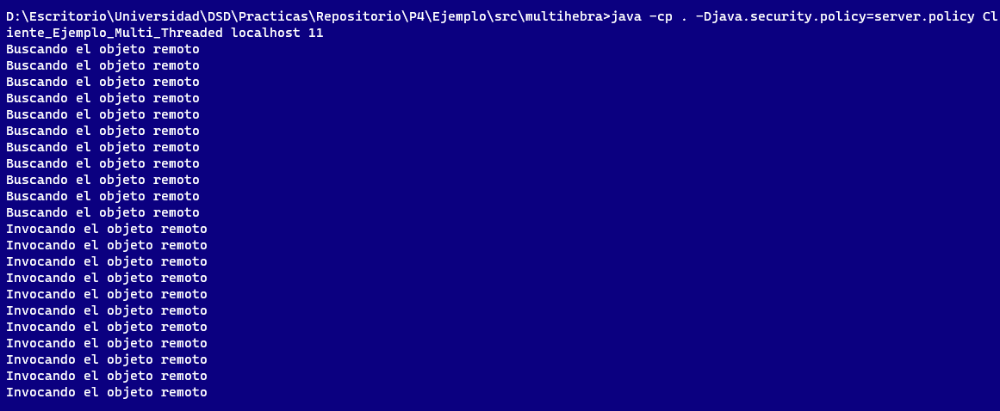 D:\Escritorio\Universidad\DSD\Practicas\Repositorio\P4\Ejemplo\src\multihebra>java -cp . -Djava.security.policy=server.policy Cl
iente_Ejemplo_Multi_Threaded localhost 11
Buscando el objeto remoto
Buscando el objeto remoto
Buscando el objeto remoto
Buscando el objeto remoto
Buscando el objeto remoto
Buscando el objeto remoto
Buscando el objeto remoto
Buscando el objeto remoto
Buscando el objeto remoto
Buscando el objeto remoto
Buscando el objeto remoto
Invocando el objeto remoto
Invocando el objeto remoto
Invocando el objeto remoto
Invocando el objeto remoto
Invocando el objeto remoto
Invocando el objeto remoto
Invocando el objeto remoto
Invocando el objeto remoto
Invocando el objeto remoto
Invocando el objeto remoto
Invocando el objeto remoto